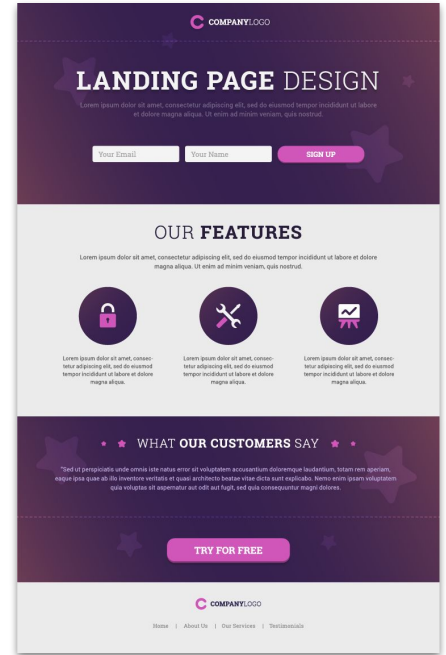 COMPANYLOGO
LANDING PAGE DESIGN
Lorem ipsum dolor sit amet, consectetur adipiscing elit, sed do eiusmod tempor incididunt ut labore
et dolore magna aliqua. Ut enim ad minim veniam, quis nostrud.
Your Email Your Name SIGN UP
OUR FEATURES
Lorem ipsum dolor sit amet, consectetur adipiscing elit, sed do eiusmod tempor incididunt ut labore et dolore
magna aliqua. Ut enim ad minim veniam, quis nostrud.
Lorem ipsum dolor sit amet, consec-
tetur adipiscing elit, sed do eiusmod
tempor incididunt ut labore et dolore
magna aliqua.
Lorem ipsum dolor sit amet, consec-
tetur adipiscing elit, sed do eiusmod
tempor incididunt ut labore et dolore
magna aliqua.
Lorem ipsum dolor sit amet, consec-
tetur adipiscing elit, sed do eiusmod
tempor incididunt ut labore et dolore
magna aliqua.
WHAT OUR CUSTOMERS SAY
"Sed ut perspiciatis unde omnis iste natus error sit voluptatem accusantium doloremque laudantium, totam rem aperiam,
eaque ipsa quae ab illo inventore veritatis et quasi architecto beatae vitae dicta sunt explicabo. Nemo enim ipsam voluptatem
quia voluptas sit aspernatur aut odit aut fugit, sed quia consequuntur magni dolores.
TRY FOR FREE
COMPANYLOGO
Home | About Us | Our Services | Testimonials